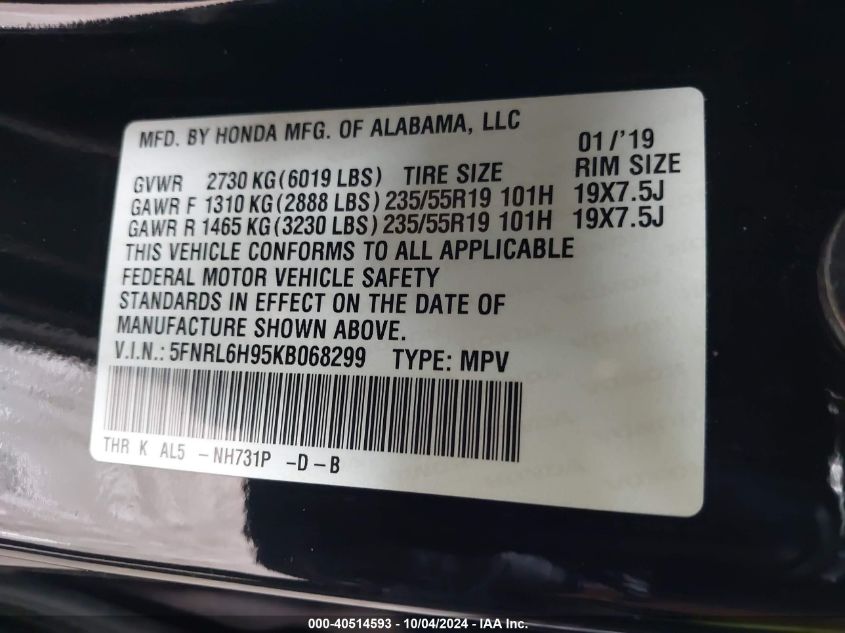 MFD. BY HONDA MFG. OF ALABAMA, LLC 01/'19
GVWR 2730 KG(6019 LBS) TIRE SIZE RIM SIZE
GAWR F 1310 KG(2888 LBS) 235/55R19 101H 19X7.5J
GAWR R 1465 KG(3230 LBS) 235/55R19 101H 19X7.5J
THIS VEHICLE CONFORMS TO ALL APPLICABLE
FEDERAL MOTOR VEHICLE SAFETY
STANDARDS IN EFFECT ON THE DATE OF
MANUFACTURE SHOWN ABOVE.
V.I.N.: 5FNRL6H95KB068299 TYPE: MPV
THR K AL5 -NH731P -D-B
000-40514593 - 10/04/2024 - IAA Inc.